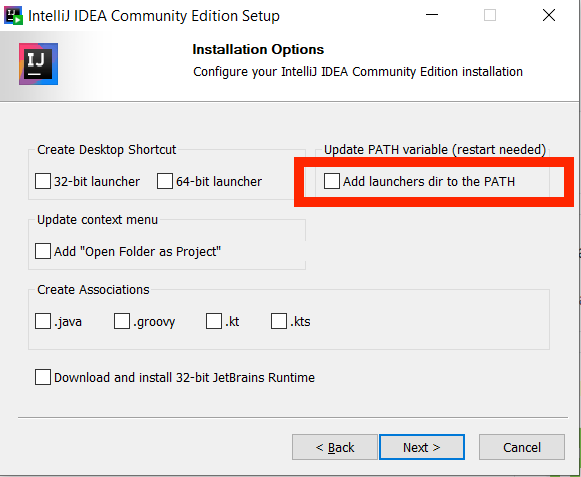 IntelliJ IDEA Community Edition Setup
IJ
Installation Options
Configure your IntelliJ IDEA Community Edition installation
Create Desktop Shortcut
32-bit launcher
64-bit launcher
Update PATH variable (restart needed)
Add launchers dir to the PATH
Update context menu
Add "Open Folder as Project"
Create Associations
.java
.groovy
.kt
.kts
Download and install 32-bit JetBrains Runtime
< Back
Next >
Cancel